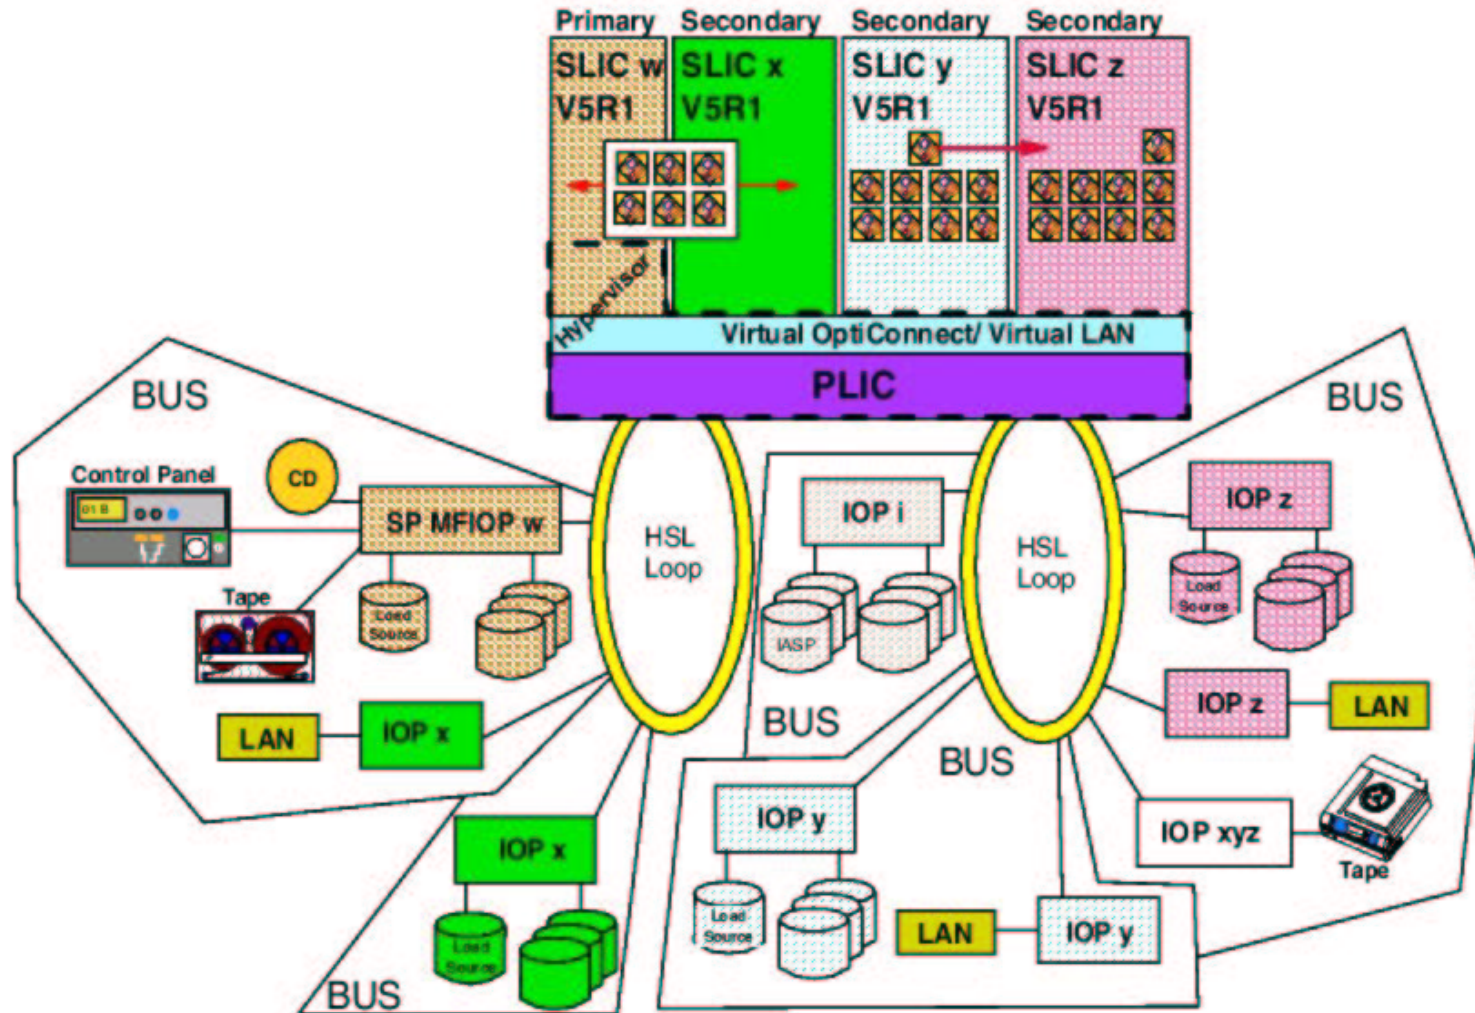 Primary Secondary Secondary Secondary
SLIC w SLIC x SLIC y SLIC z
V5R1 V5R1 V5R1 V5R1
Hypervisor
Virtual OptiConnect/ Virtual LAN
PLIC
BUS
BUS
Control Panel
CD
01 B
SP MFIOP w
HSL
Loop
IOP i
HSL
Loop
IOP z
Load
Source
Tape
Load
Source
IASP
LAN
IOP x
BUS
BUS
IOP z
LAN
IOP x
IOP y
IOP xyz
Tape
Load
Source
Load
Source
LAN
IOP y
BUS